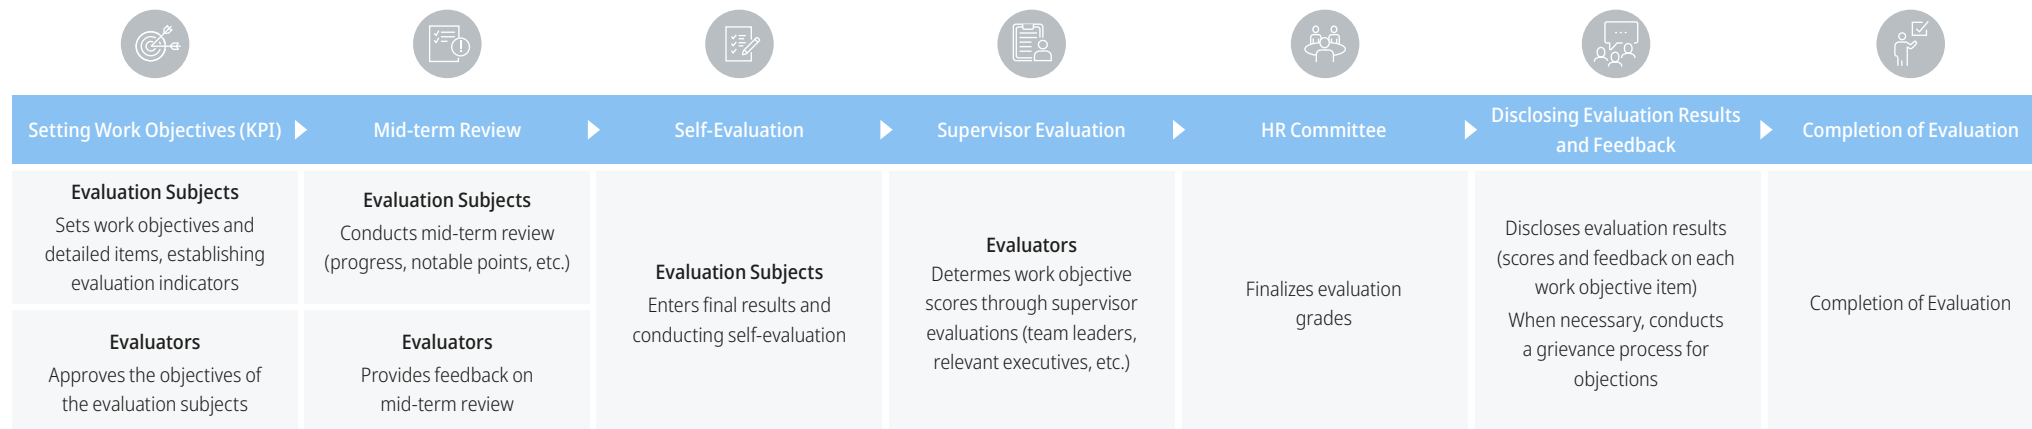 Setting Work Objectives (KPI)
Mid-term Review
Self-Evaluation
Supervisor Evaluation
HR Committee
Disclosing Evaluation Results
and Feedback
Completion of Evaluation
Evaluation Subjects
Sets work objectives and
detailed items, establishing
evaluation indicators
Evaluators
Approves the objectives of
the evaluation subjects
Evaluation Subjects
Conducts mid-term review
(progress, notable points, etc.)
Evaluators
Provides feedback on
mid-term review
Evaluation Subjects
Enters final results and
conducting self-evaluation
Evaluators
Determes work objective
scores through supervisor
evaluations (team leaders,
relevant executives, etc.)
Finalizes evaluation
grades
Discloses evaluation results
(scores and feedback on each
work objective item)
When necessary, conducts
a grievance process for
objections
Completion of Evaluation